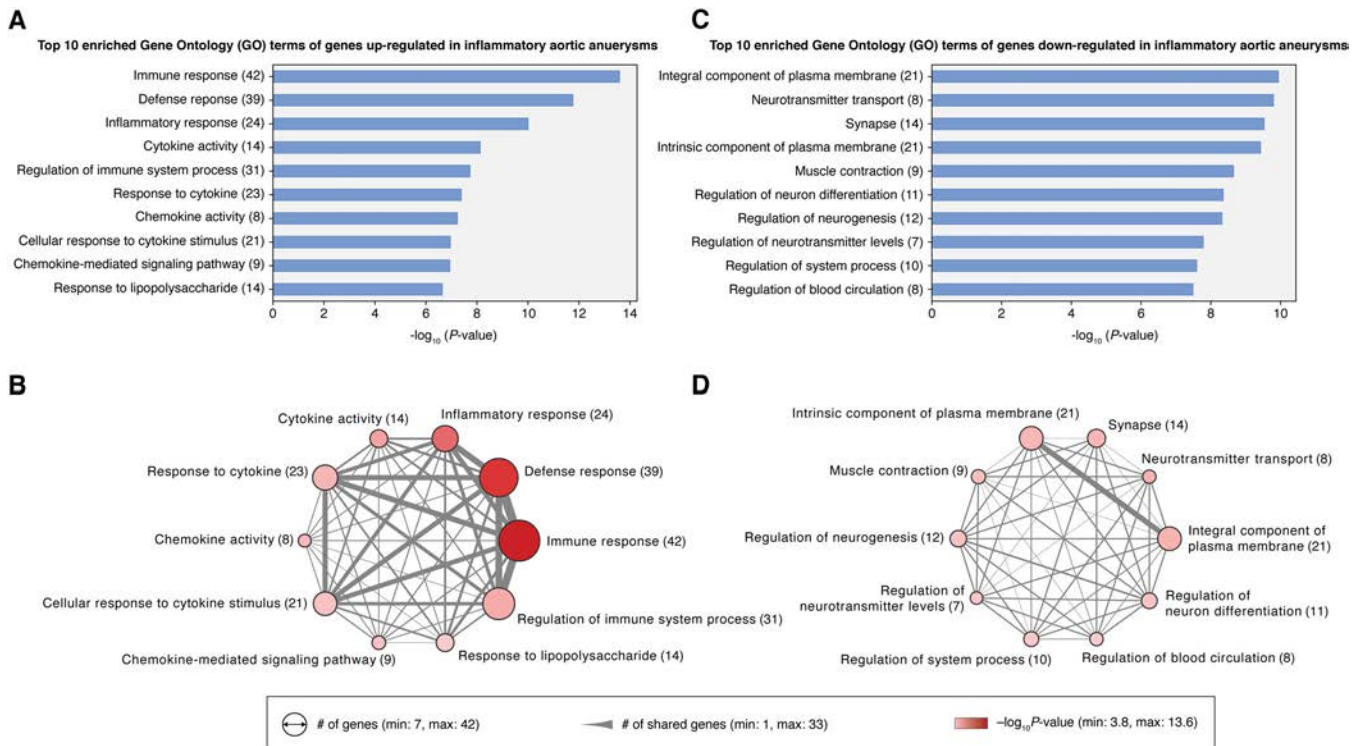 A
Top 10 enriched Gene Ontology (GO) terms of genes up-regulated in inflammatory aortic anuerysms
Immune response (42)
Defense reponse (39)
Inflammatory response (24)
Cytokine activity (14)
Regulation of immune system process (31)
Response to cytokine (23)
Chemokine activity (8)
Cellular response to cytokine stimulus (21)
Chemokine-mediated signaling pathway (9)
Response to lipopolysaccharide (14)
0 2 4 6 8 10 12 14
-log10 (P-value)
C
Top 10 enriched Gene Ontology (GO) terms of genes down-regulated in inflammatory aortic aneurysms
Integral component of plasma membrane (21)
Neurotransmitter transport (8)
Synapse (14)
Intrinsic component of plasma membrane (21)
Muscle contraction (9)
Regulation of neuron differentiation (11)
Regulation of neurogenesis (12)
Regulation of neurotransmitter levels (7)
Regulation of system process (10)
Regulation of blood circulation (8)
0 2 4 6 8 10
-log10 (P-value)
B
Cytokine activity (14)
Inflammatory response (24)
Response to cytokine (23)
Defense response (39)
Chemokine activity (8)
Immune response (42)
Cellular response to cytokine stimulus (21)
Regulation of immune system process (31)
Chemokine-mediated signaling pathway (9)
Response to lipopolysaccharide (14)
D
Intrinsic component of plasma membrane (21)
Synapse (14)
Muscle contraction (9)
Neurotransmitter transport (8)
Regulation of neurogenesis (12)
Integral component of
plasma membrane (21)
Regulation of
neurotransmitter levels (7)
Regulation of
neuron differentiation (11)
Regulation of system process (10)
Regulation of blood circulation (8)
# of genes (min: 7, max: 42)
# of shared genes (min: 1, max: 33)
–log10P-value (min: 3.8, max: 13.6)